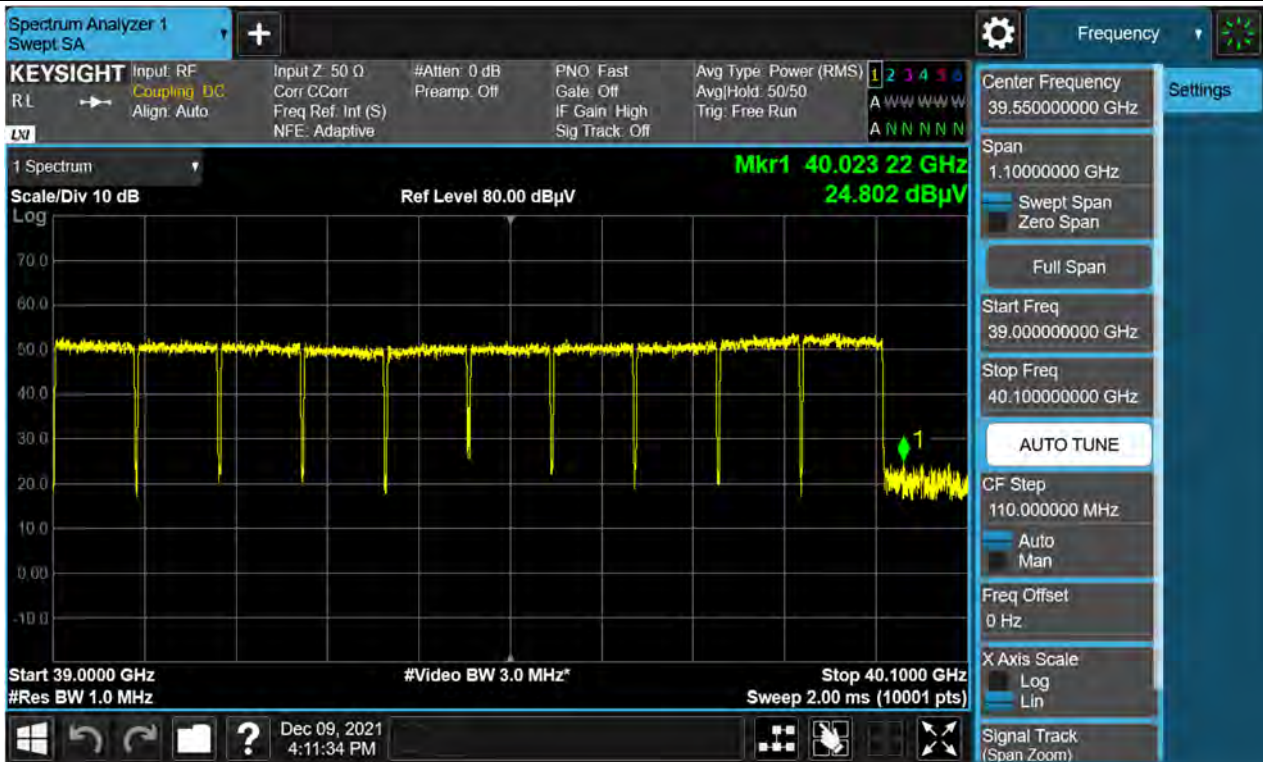 Spectrum Analyzer 1
Swept SA
+
Frequency
KEYSIGHT
RL
LXI
Input: RF
Coupling: DC
Align: Auto
Input Z: 50 Ω
Corr CCorr
Freq Ref: Int (S)
NFE: Adaptive
#Atten: 0 dB
Preamp: Off
PNO: Fast
Gate: Off
IF Gain: High
Sig Track: Off
Avg Type: Power (RMS)
Avg|Hold: 50/50
Trig: Free Run
1 2 3 4 5 6
A W W W W W
A N N N N N
1 Spectrum
Scale/Div 10 dB
Log
Ref Level 80.00 dBµV
Mkr1 40.023 22 GHz
24.802 dBµV
70.0
60.0
50.0
40.0
30.0
20.0
10.0
0.00
-10.0
1
Start 39.0000 GHz
#Res BW 1.0 MHz
#Video BW 3.0 MHz*
Stop 40.1000 GHz
Sweep 2.00 ms (10001 pts)
Center Frequency
39.550000000 GHz
Settings
Span
1.10000000 GHz
Swept Span
Zero Span
Full Span
Start Freq
39.000000000 GHz
Stop Freq
40.100000000 GHz
AUTO TUNE
CF Step
110.000000 MHz
Auto
Man
Freq Offset
0 Hz
X Axis Scale
Log
Lin
Signal Track
(Span Zoom)
?
Dec 09, 2021
4:11:34 PM